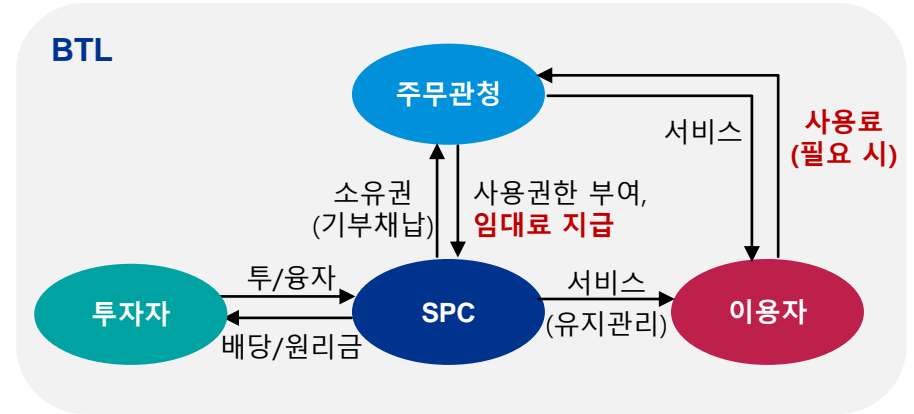 BTL
주무관청
서비스
사용료
(필요 시)
소유권
(기부채납)
사용권한 부여,
임대료 지급
투자자
투/융자
배당/원리금
SPC
서비스
(유지관리)
이용자